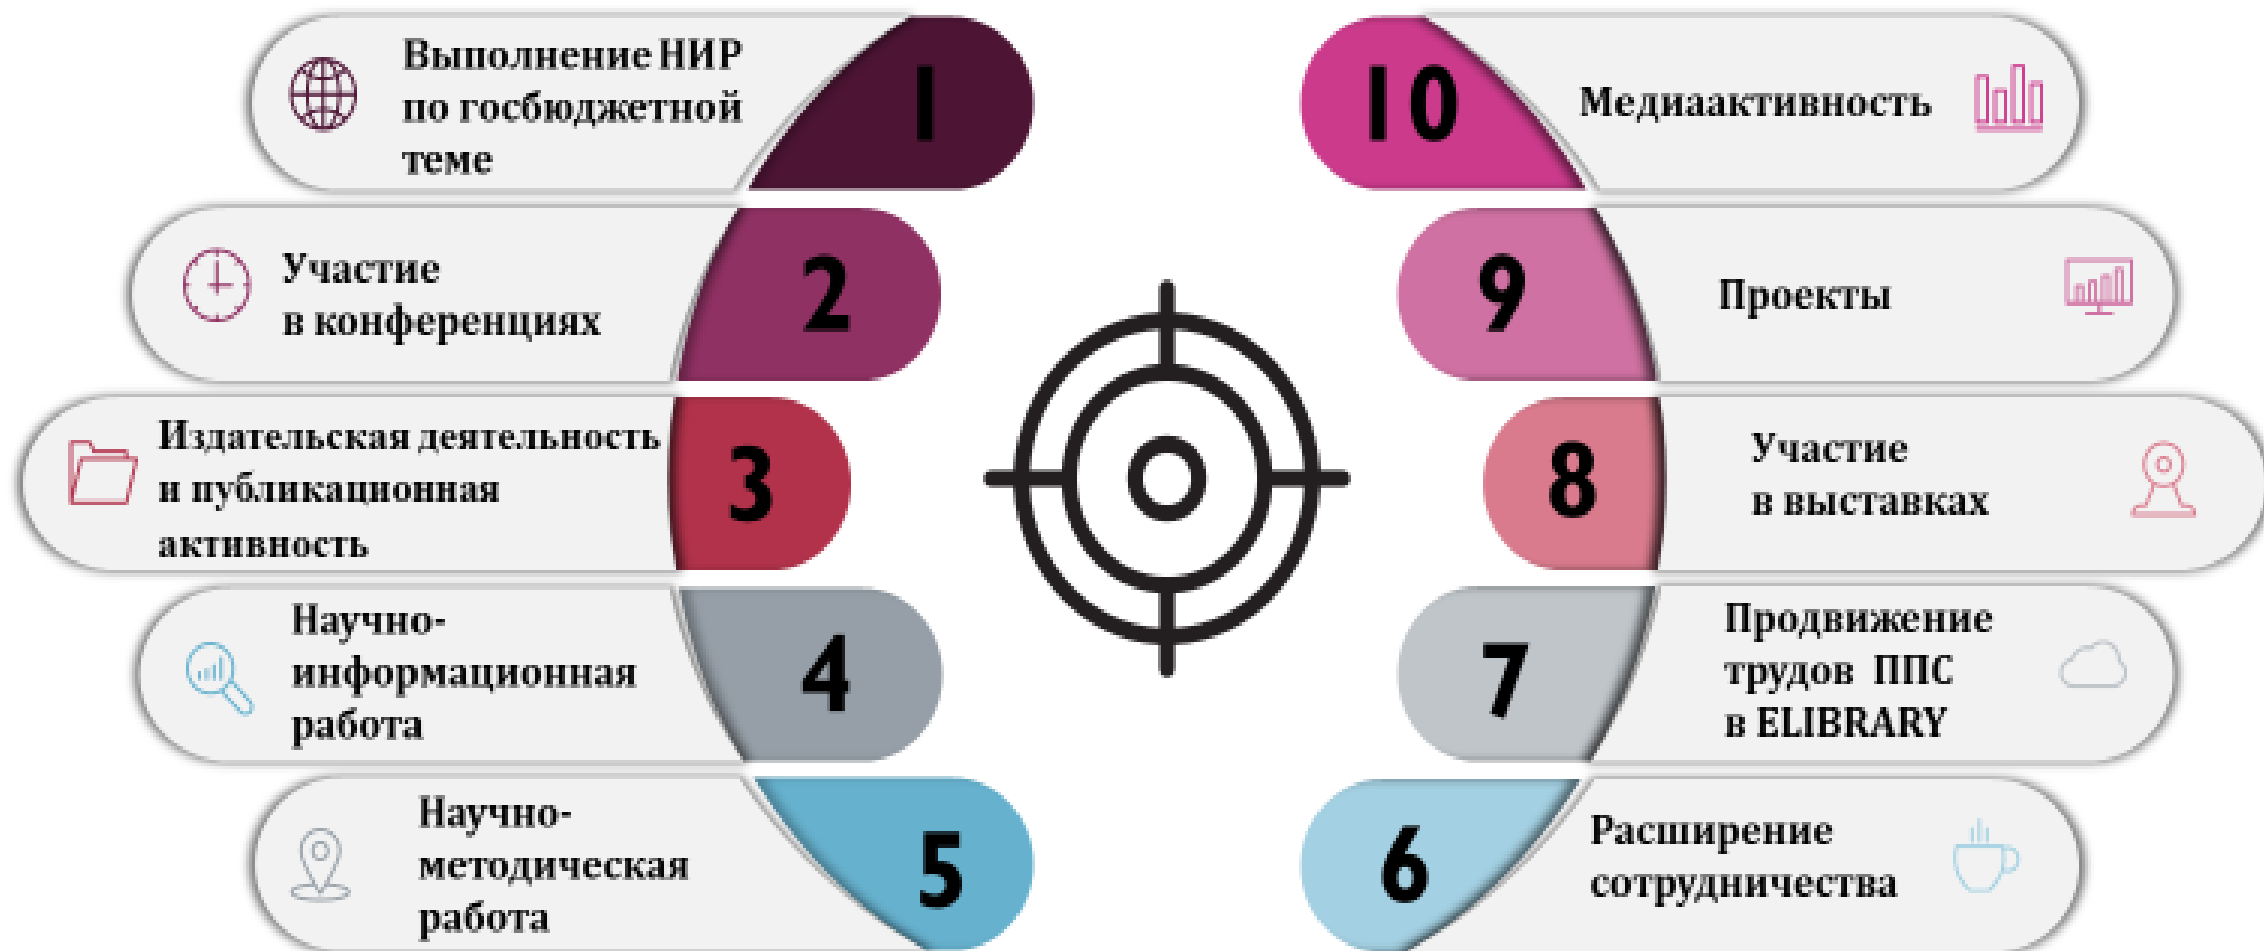 Выполнение НИР
по госбюджетной
теме
1
Участие
в конференциях
2
Издательская деятельность
и публикационная
активность
3
Научно-
информационная
работа
4
Научно-
методическая
работа
5
10
Медиаактивность
9
Проекты
8
Участие
в выставках
7
Продвижение
трудов ППС
в ELIBRARY
6
Расширение
сотрудничества